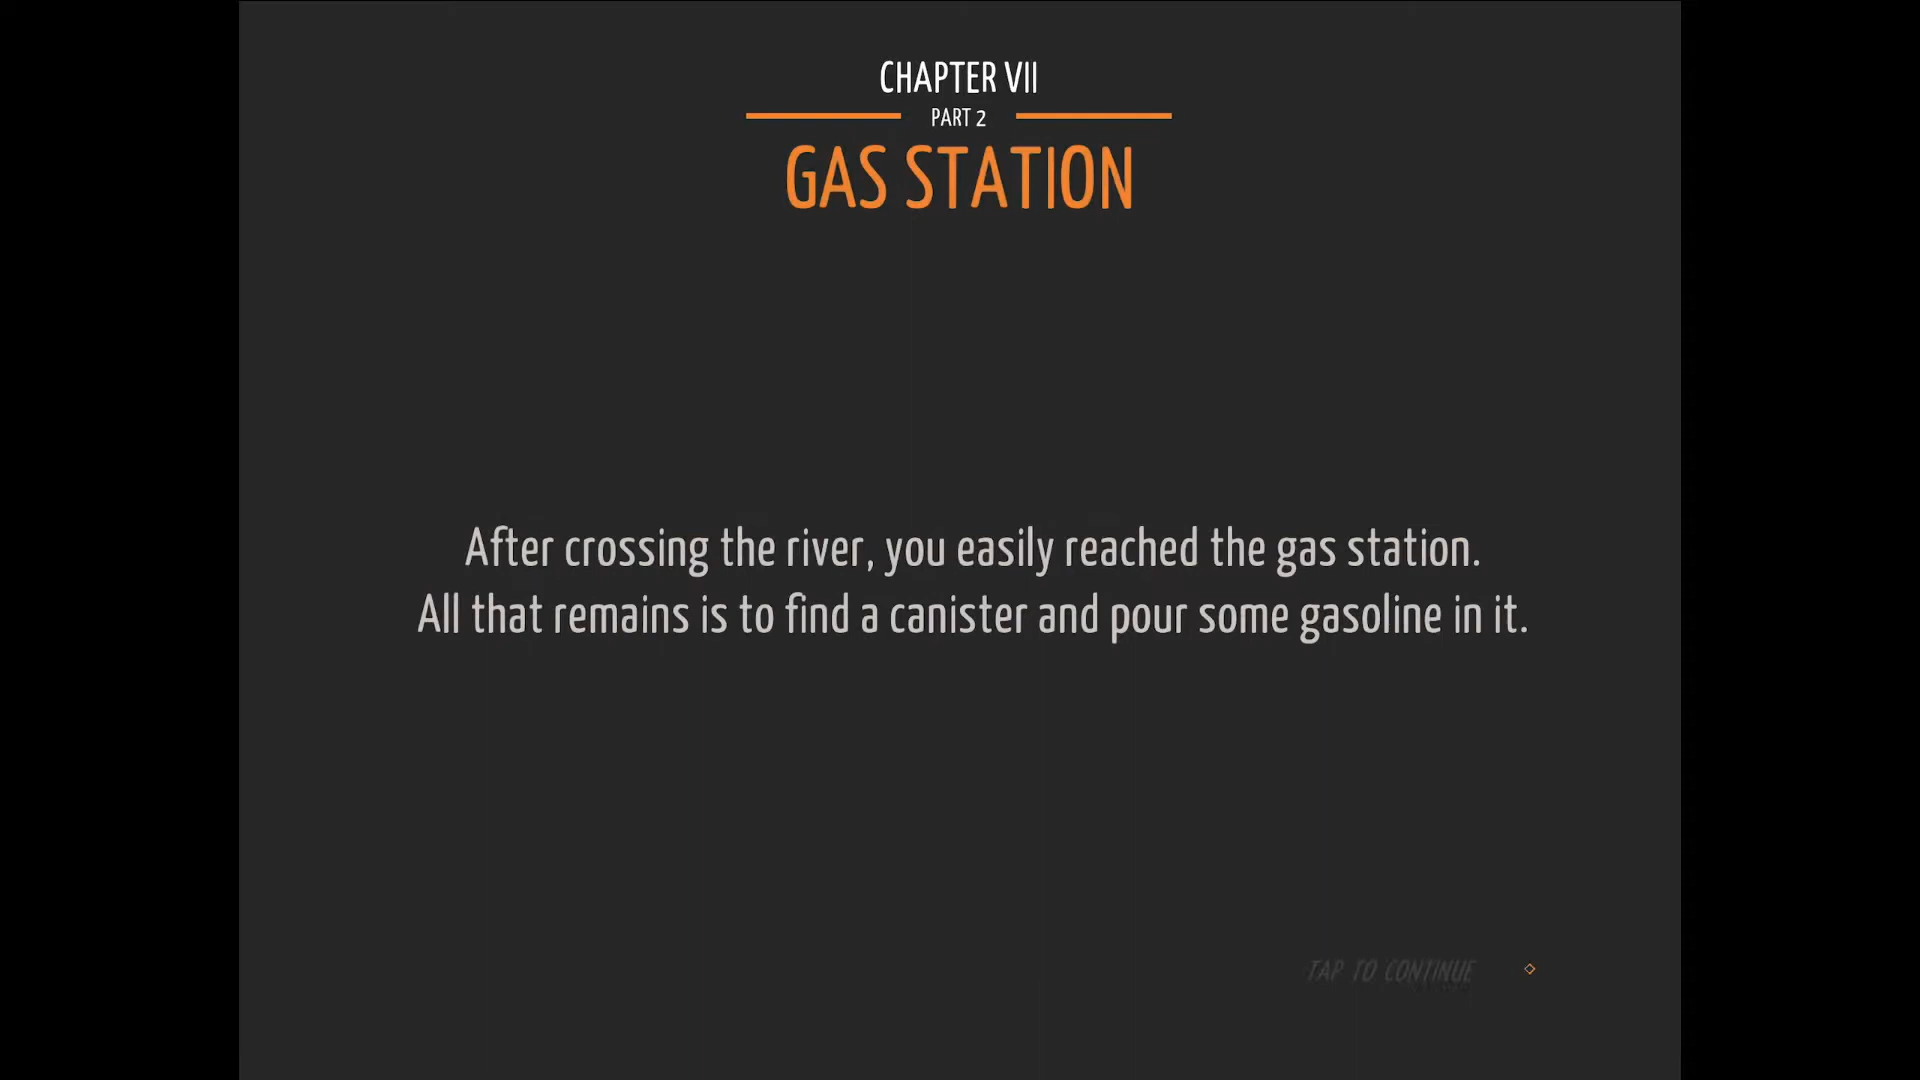 CHAPTER VII
PART 2
GAS STATION
After crossing the river, you easily reached the gas station.
All that remains is to find a canister and pour some gasoline in it.
TAP TO CONTINUE